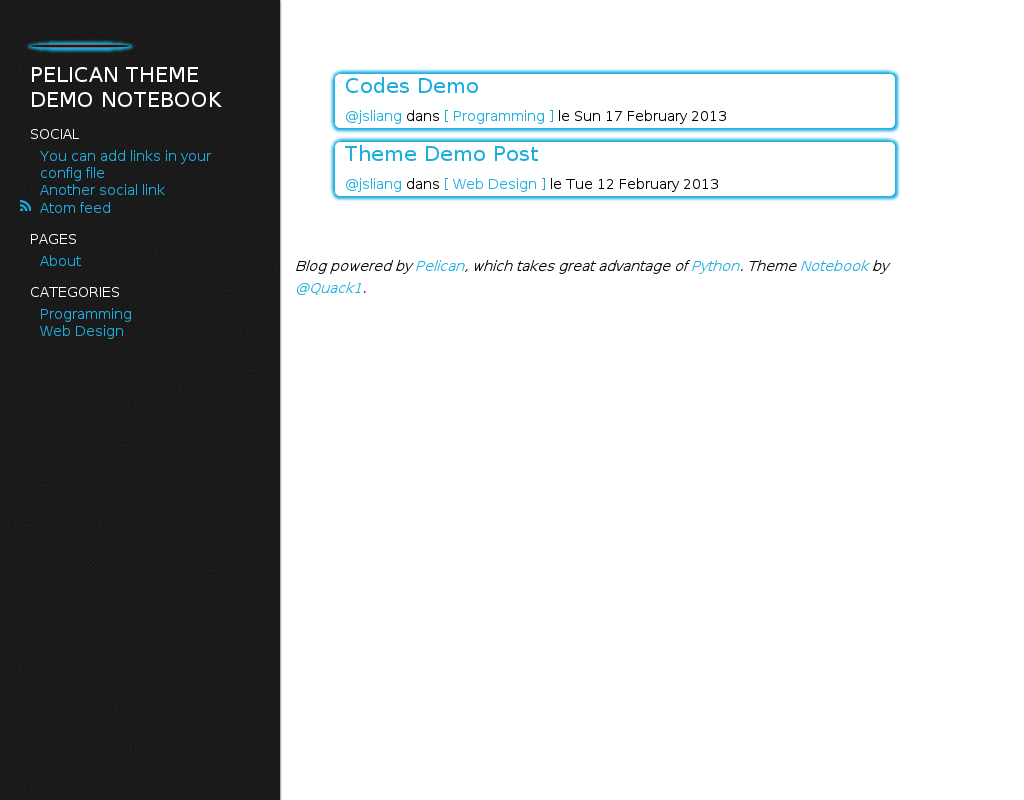 PELICAN THEME
DEMO NOTEBOOK
SOCIAL
You can add links in your
config file
Another social link
Atom feed
PAGES
About
CATEGORIES
Programming
Web Design
Codes Demo
@jsliang dans [ Programming ] le Sun 17 February 2013
Theme Demo Post
@jsliang dans [ Web Design ] le Tue 12 February 2013
Blog powered by Pelican, which takes great advantage of Python. Theme Notebook by
@Quack1.